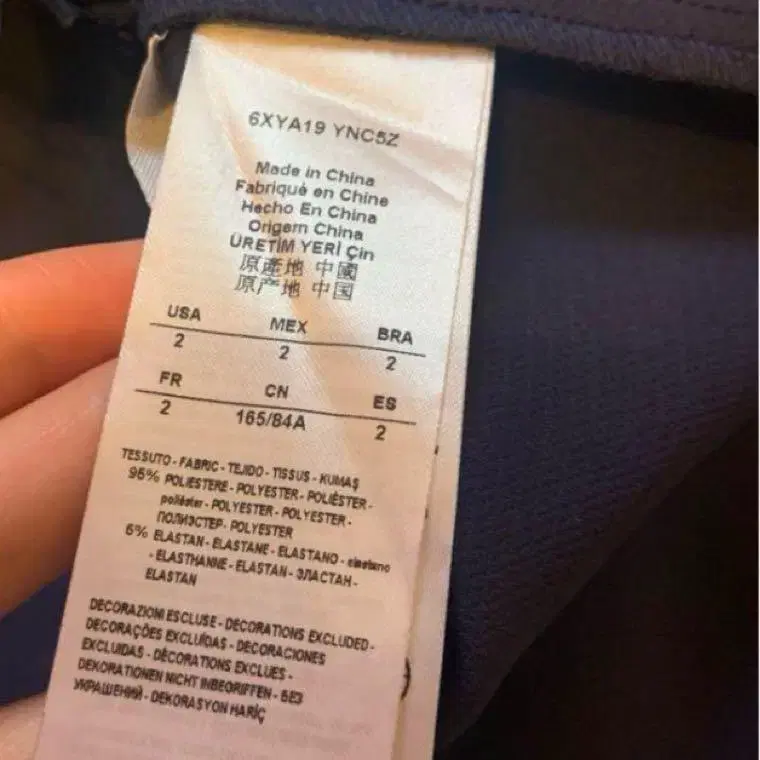 6XYA19 YNC5Z
Made in China
Fabriqué en Chine
Hecho En China
Origem China
ÜRETİM YERİ Çin
原產地 中國
原产地 中国
USA MEX BRA
2 2 2
FR CN ES
2 165/84A 2
TESSUTO - FABRIC - TEJIDO - TISSUS - KUMAŞ
95% POLIESTERE - POLYESTER - POLIÈSTER -
poliéster - POLYESTER - POLYESTER -
ПОЛИЭСТЕР - POLYESTER
5% ELASTAN - ELASTANE - ELASTANO - elastano
- ELASTHANNE - ELASTAN - ЭЛАСТАН -
ELASTAN
DECORAZIONI ESCLUSE - DECORATIONS EXCLUDED -
DECORAÇÕES EXCLUÍDAS - DECORACIONES
EXCLUIDAS - DÈCORATIONS EXCLUES -
DEKORATIONEN NICHT INBEGRIFFEN - БЕЗ
УКРАШЕНИЙ - DEKORASYON HARİÇ